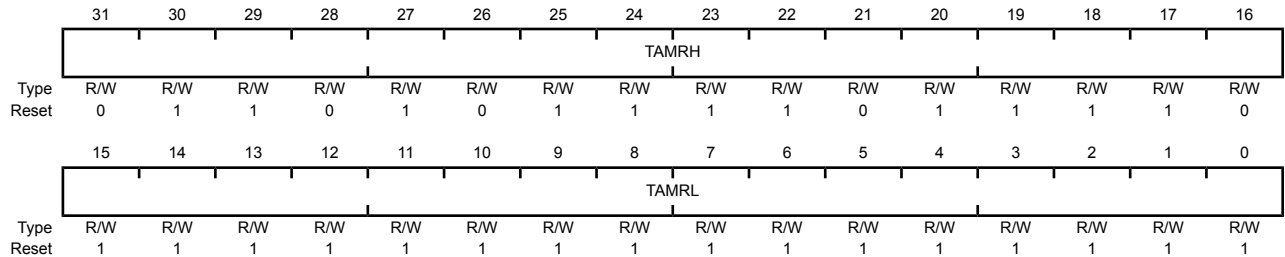 31 30 29 28 27 26 25 24 23 22 21 20 19 18 17 16
TAMRH
Type R/W R/W R/W R/W R/W R/W R/W R/W R/W R/W R/W R/W R/W R/W R/W R/W
Reset 0 1 1 0 1 0 1 1 1 1 0 1 1 1 1 0
15 14 13 12 11 10 9 8 7 6 5 4 3 2 1 0
TAMRL
Type R/W R/W R/W R/W R/W R/W R/W R/W R/W R/W R/W R/W R/W R/W R/W R/W
Reset 1 1 1 1 1 1 1 1 1 1 1 1 1 1 1 1